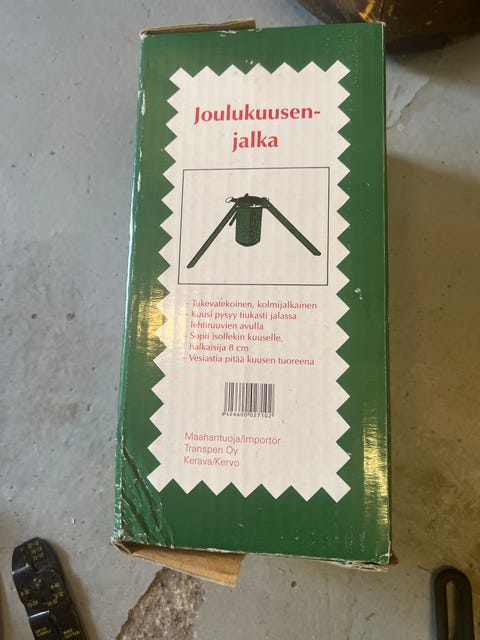 Joulukuusen-
jalka
- Tukevatekoinen, kolmijalkainen
- Kuusi pysyy tiukasti jalassa
lehtiruuvien avulla
- Sopii isollekin kuuselle,
halkaisija 8 cm
- Vesiastia pitää kuusen tuoreena
6426600027102
Maahantuoja/Importör
Transpen Oy
Kerava/Kervo